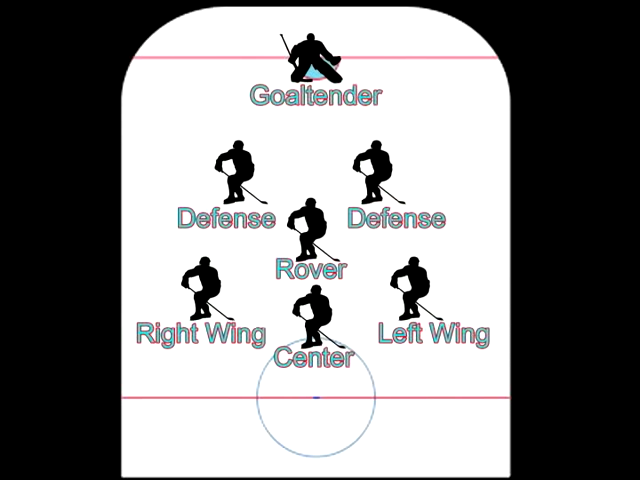 Goaltender
Defense
Defense
Rover
Right Wing
Left Wing
Center